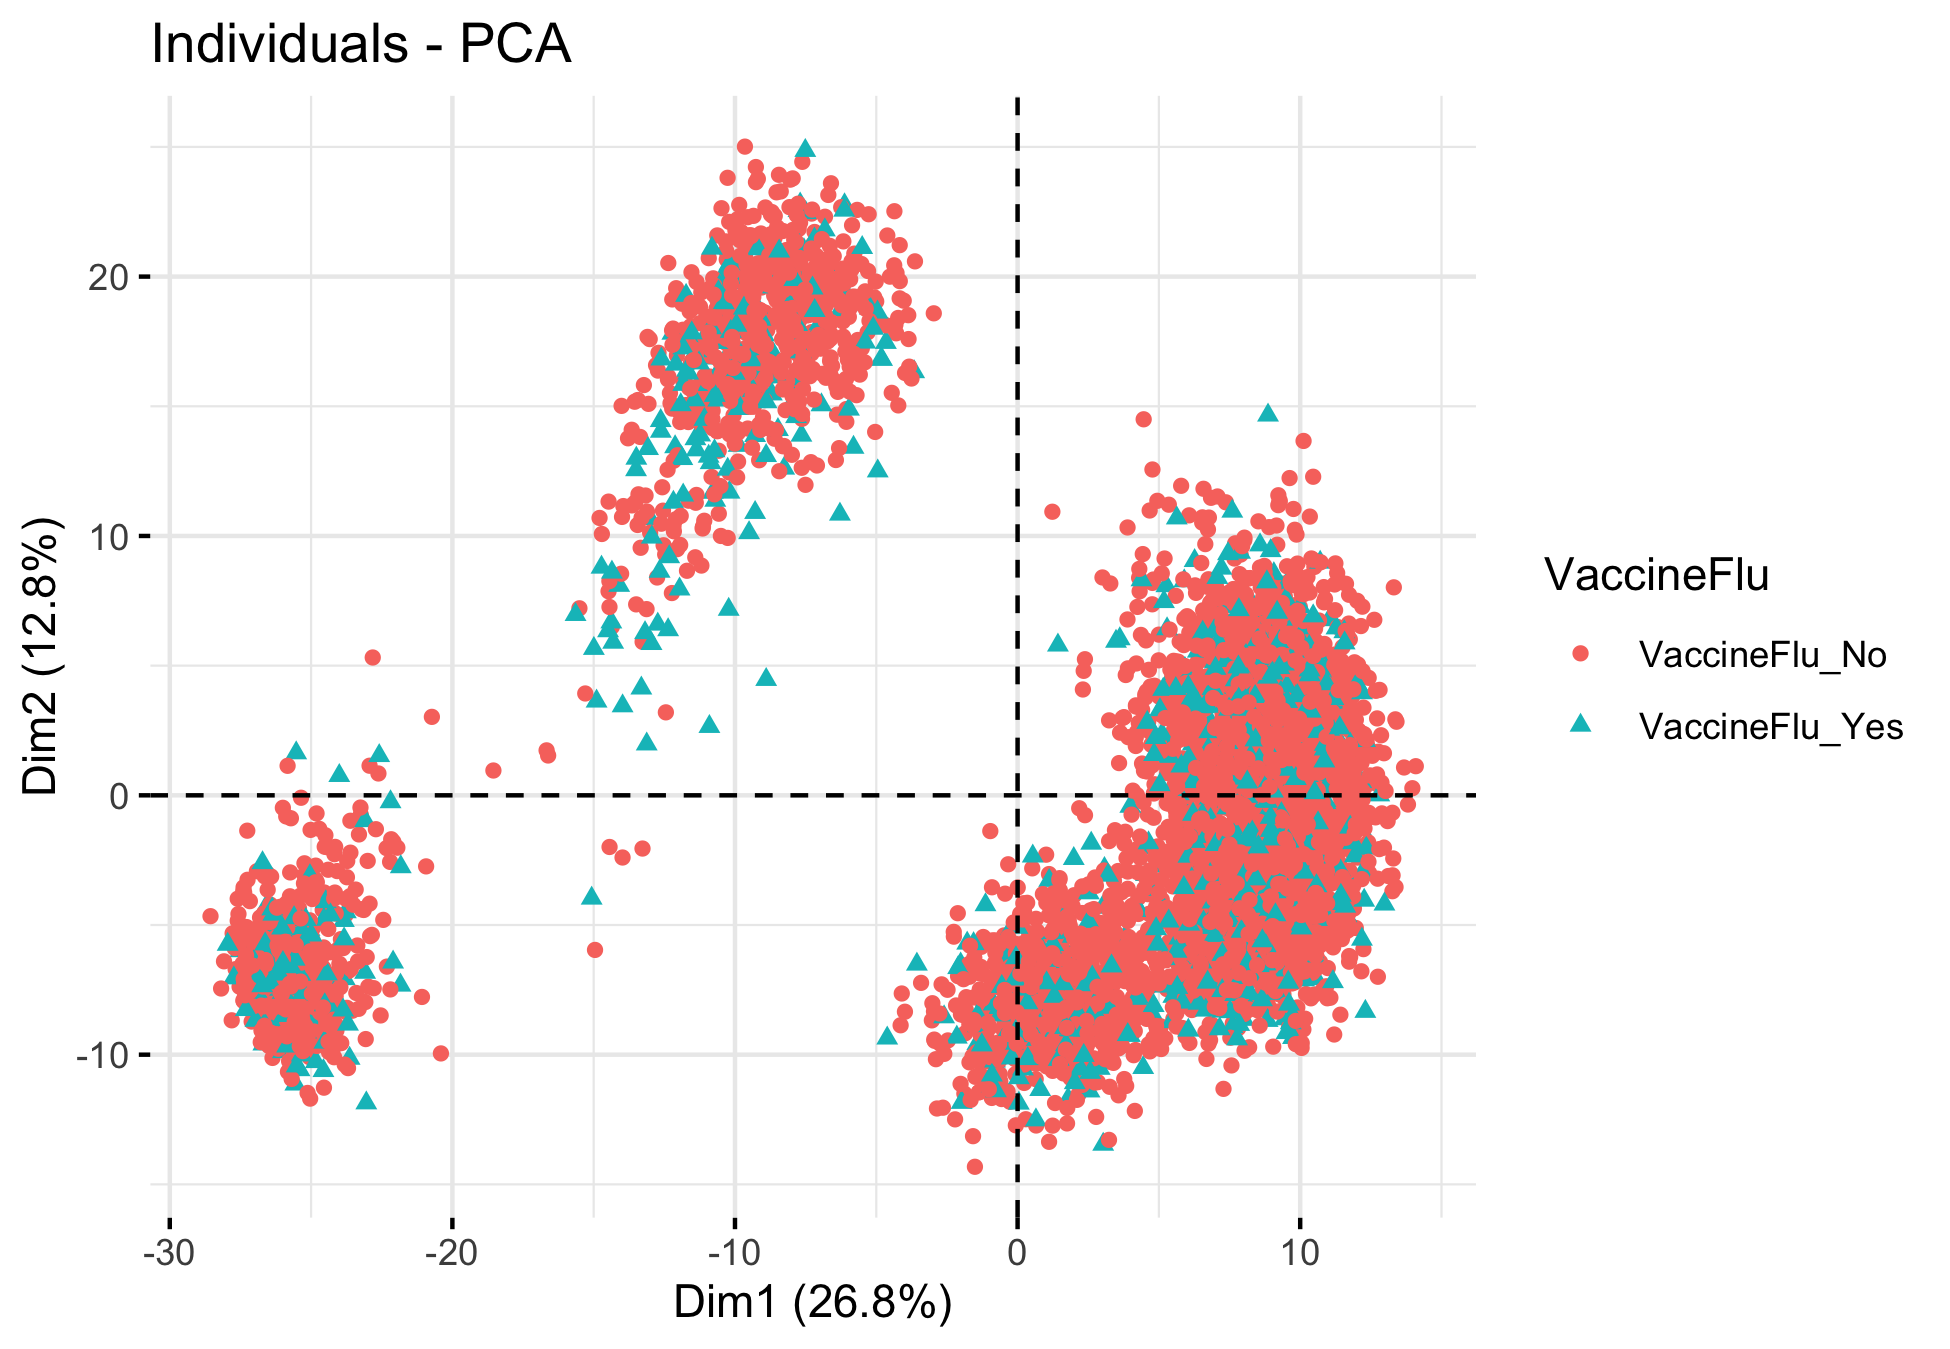 Individuals - PCA
20
10
0
-10
Dim2 (12.8%)
-30
-20
-10
0
10
Dim1 (26.8%)
VaccineFlu
VaccineFlu_No
VaccineFlu_Yes